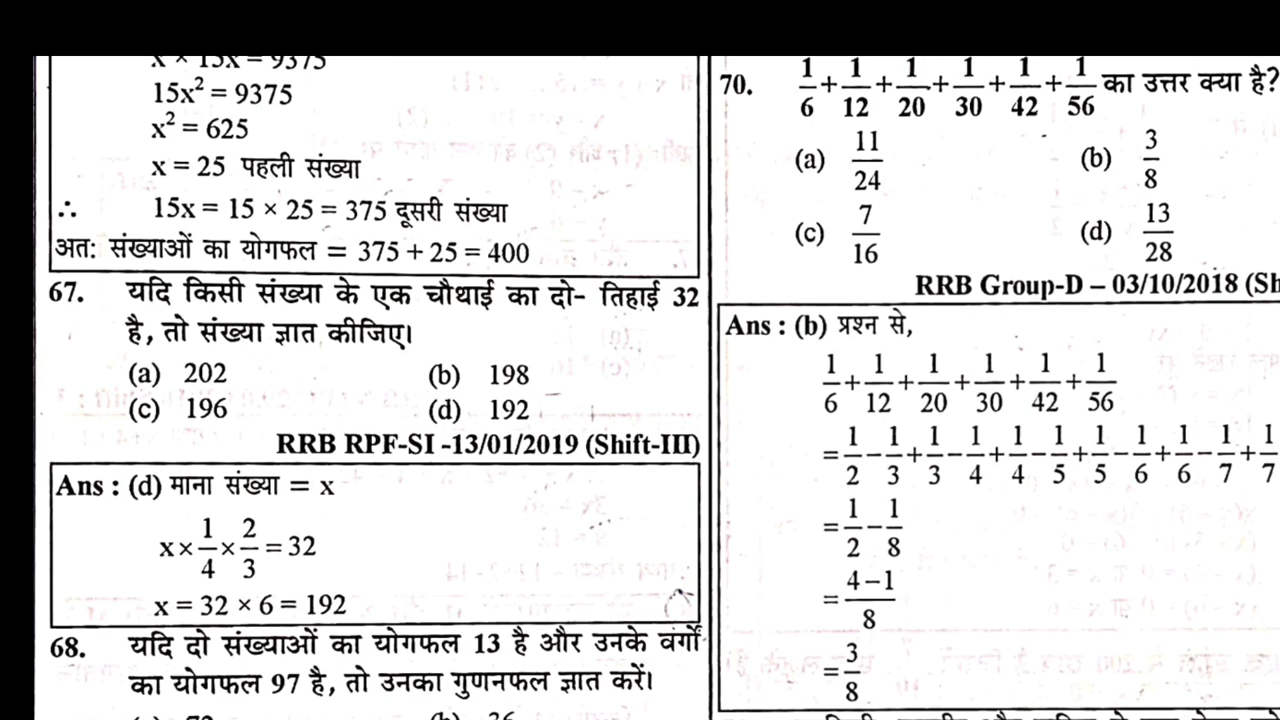 x × 15x = 9375
15x² = 9375
x² = 625
x = 25 पहली संख्या
∴ 15x = 15 × 25 = 375 दूसरी संख्या
अत: संख्याओं का योगफल = 375 + 25 = 400
67. यदि किसी संख्या के एक चौथाई का दो- तिहाई 32
है, तो संख्या ज्ञात कीजिए।
(a) 202 (b) 198
(c) 196 (d) 192
RRB RPF-SI -13/01/2019 (Shift-III)
Ans : (d) माना संख्या = x
x × 1/4 × 2/3 = 32
x = 32 × 6 = 192
68. यदि दो संख्याओं का योगफल 13 है और उनके वर्गों
का योगफल 97 है, तो उनका गुणनफल ज्ञात करें।
70. 1/6 + 1/12 + 1/20 + 1/30 + 1/42 + 1/56 का उत्तर क्या है?
(a) 11/24 (b) 3/8
(c) 7/16 (d) 13/28
RRB Group-D – 03/10/2018 (Sh
Ans : (b) प्रश्न से,
1/6 + 1/12 + 1/20 + 1/30 + 1/42 + 1/56
= 1/2 − 1/3 + 1/3 − 1/4 + 1/4 − 1/5 + 1/5 − 1/6 + 1/6 − 1/7 + 1/7
= 1/2 − 1/8
= 4 − 1/8
= 3/8